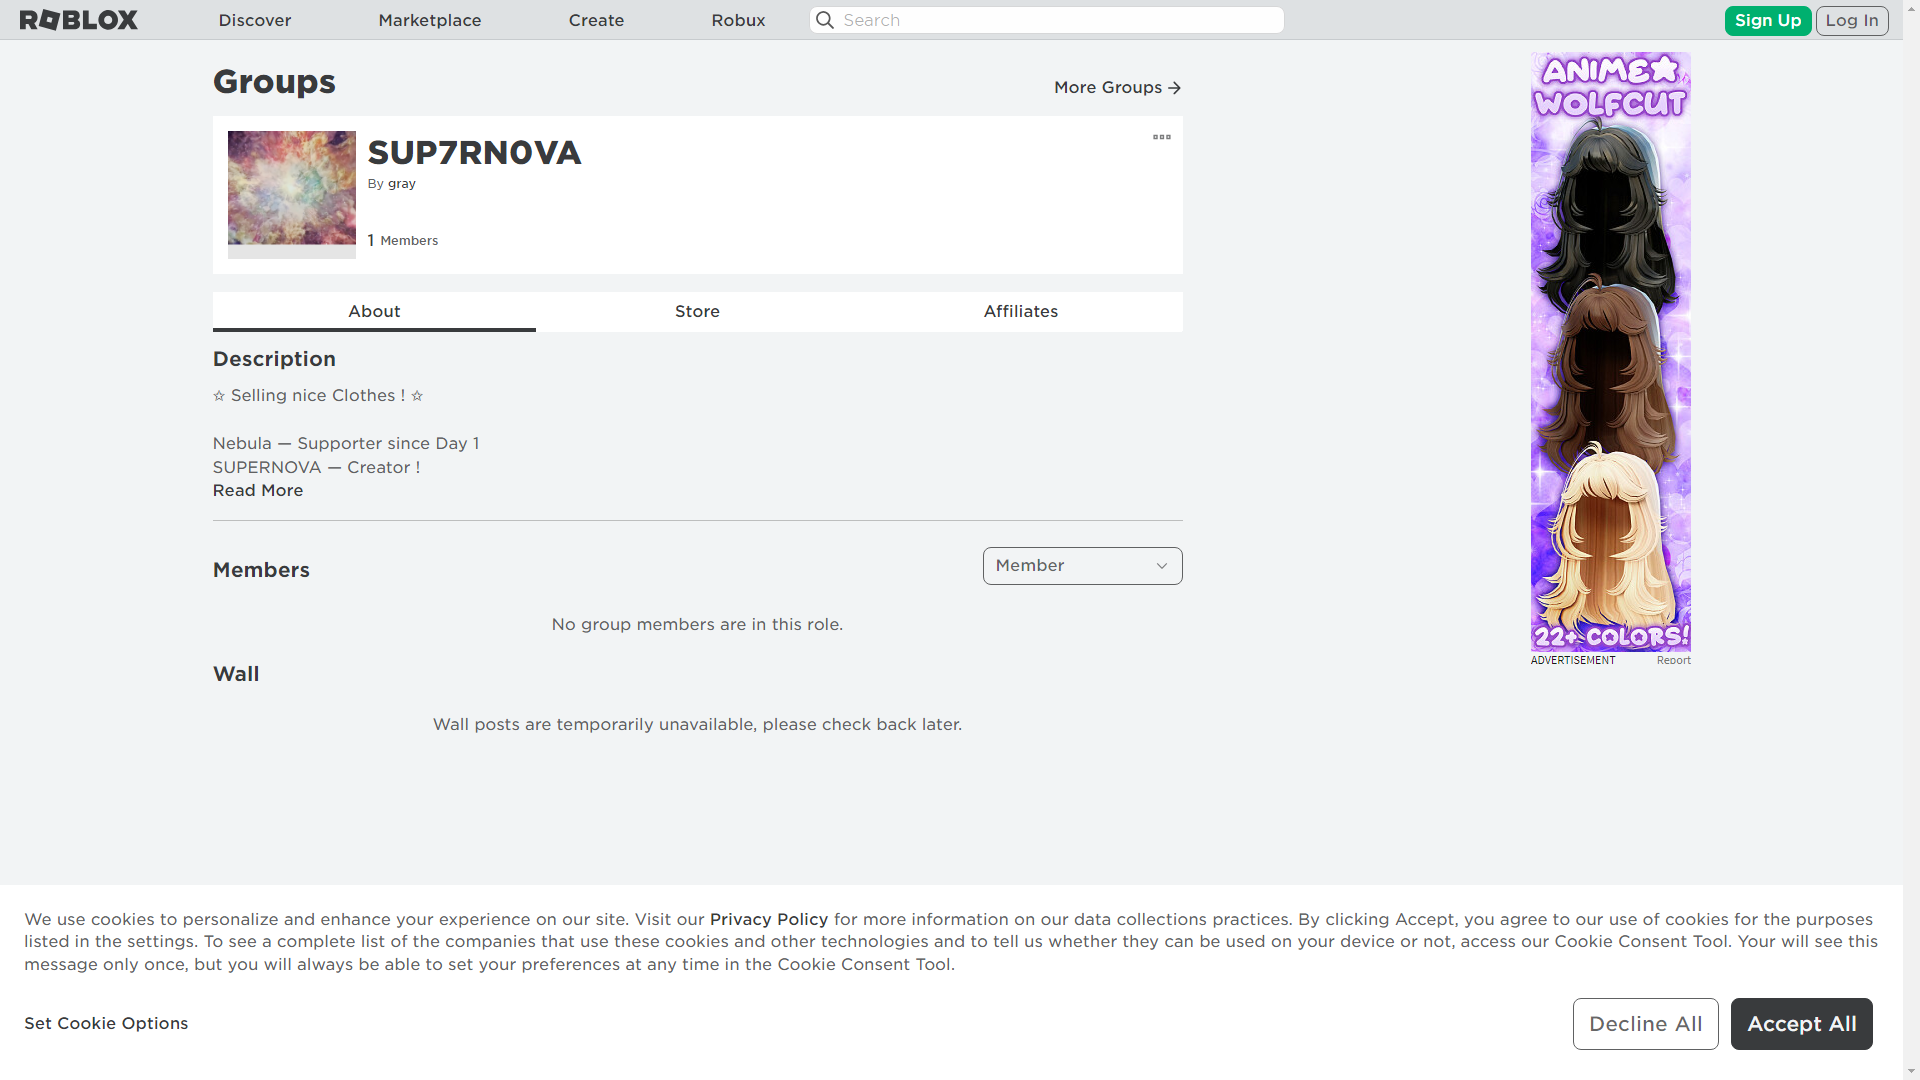 ROBLOX
Discover
Marketplace
Create
Robux
Search
Sign Up
Log In
Groups
More Groups
SUP7RN0VA
By gray
1 Members
About
Store
Affiliates
Description
☆ Selling nice Clothes ! ☆
Nebula — Supporter since Day 1
SUPERNOVA — Creator !
Read More
Members
Member
No group members are in this role.
Wall
Wall posts are temporarily unavailable, please check back later.
ANIME
WOLFCUT
22+ COLORS!
ADVERTISEMENT
Report
We use cookies to personalize and enhance your experience on our site. Visit our Privacy Policy for more information on our data collections practices. By clicking Accept, you agree to our use of cookies for the purposes
listed in the settings. To see a complete list of the companies that use these cookies and other technologies and to tell us whether they can be used on your device or not, access our Cookie Consent Tool. Your will see this
message only once, but you will always be able to set your preferences at any time in the Cookie Consent Tool.
Set Cookie Options
Decline All
Accept All